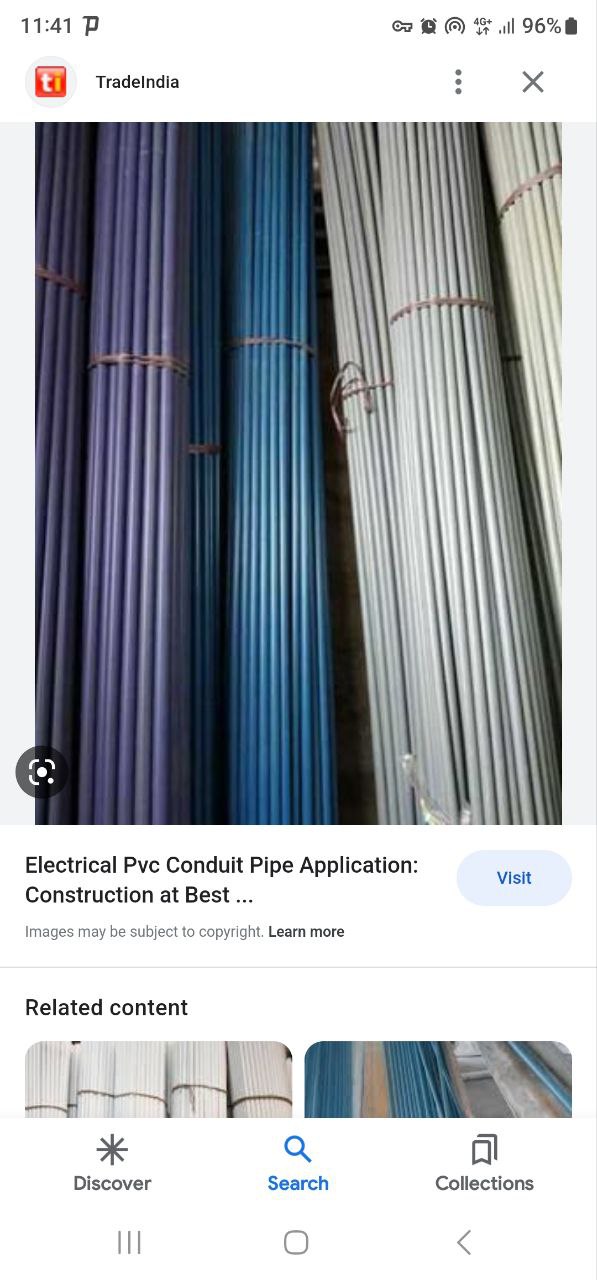 11:41
4G+
96%
ti
TradeIndia
Electrical Pvc Conduit Pipe Application:
Construction at Best ...
Visit
Images may be subject to copyright. Learn more
Related content
Discover
Search
Collections